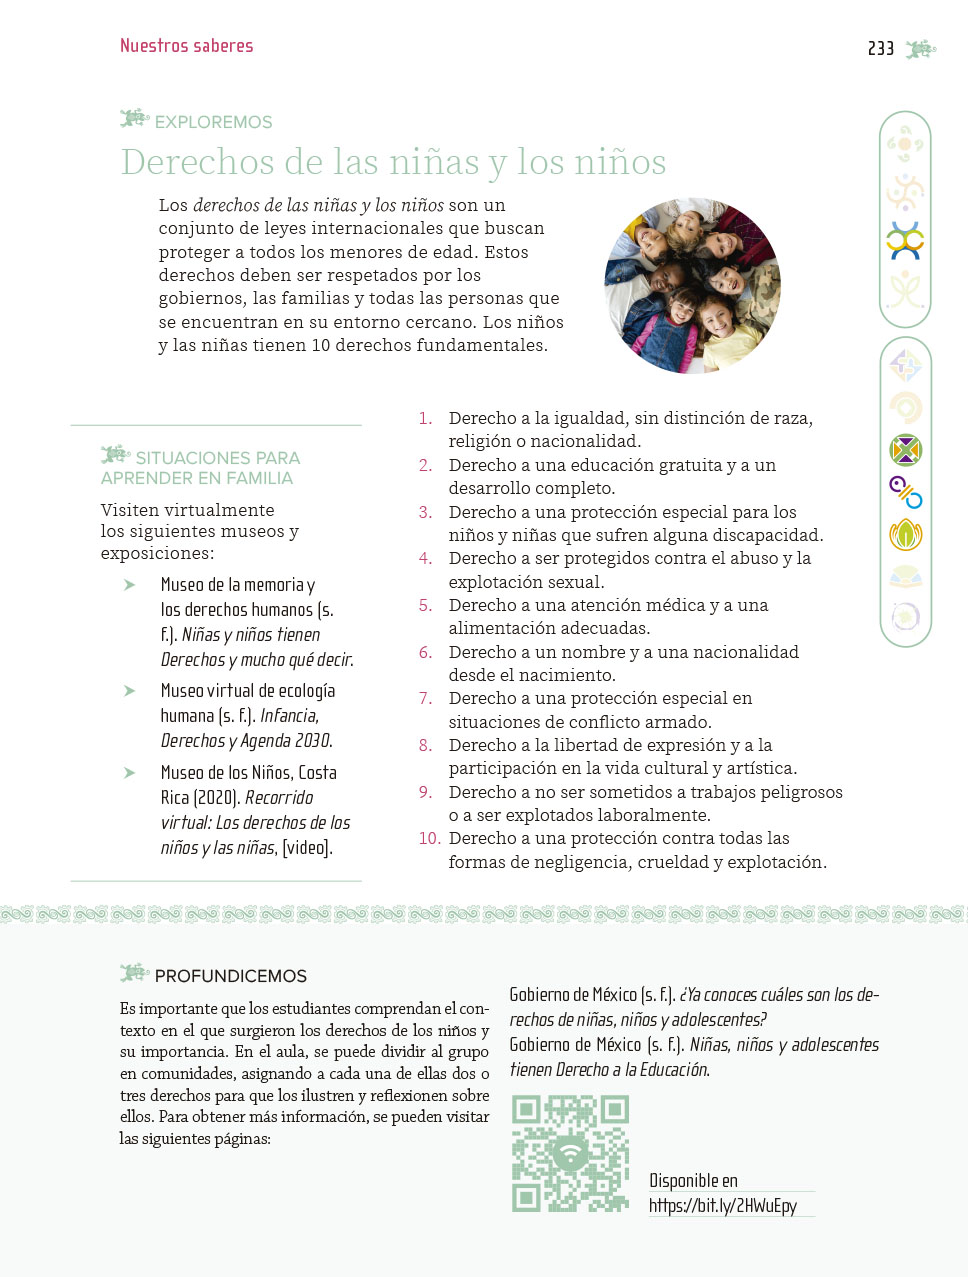 Nuestros saberes
233
EXPLOREMOS
Derechos de las niñas y los niños
Los derechos de las niñas y los niños son un
conjunto de leyes internacionales que buscan
proteger a todos los menores de edad. Estos
derechos deben ser respetados por los
gobiernos, las familias y todas las personas que
se encuentran en su entorno cercano. Los niños
y las niñas tienen 10 derechos fundamentales.
SITUACIONES PARA
APRENDER EN FAMILIA
Visiten virtualmente
los siguientes museos y
exposiciones:
Museo de la memoria y
los derechos humanos (s.
f.). Niñas y niños tienen
Derechos y mucho qué decir.
Museo virtual de ecología
humana (s. f.). Infancia,
Derechos y Agenda 2030.
Museo de los Niños, Costa
Rica (2020). Recorrido
virtual: Los derechos de los
niños y las niñas, [video].
1. Derecho a la igualdad, sin distinción de raza,
religión o nacionalidad.
2. Derecho a una educación gratuita y a un
desarrollo completo.
3. Derecho a una protección especial para los
niños y niñas que sufren alguna discapacidad.
4. Derecho a ser protegidos contra el abuso y la
explotación sexual.
5. Derecho a una atención médica y a una
alimentación adecuadas.
6. Derecho a un nombre y a una nacionalidad
desde el nacimiento.
7. Derecho a una protección especial en
situaciones de conflicto armado.
8. Derecho a la libertad de expresión y a la
participación en la vida cultural y artística.
9. Derecho a no ser sometidos a trabajos peligrosos
o a ser explotados laboralmente.
10. Derecho a una protección contra todas las
formas de negligencia, crueldad y explotación.
PROFUNDICEMOS
Es importante que los estudiantes comprendan el con-
texto en el que surgieron los derechos de los niños y
su importancia. En el aula, se puede dividir al grupo
en comunidades, asignando a cada una de ellas dos o
tres derechos para que los ilustren y reflexionen sobre
ellos. Para obtener más información, se pueden visitar
las siguientes páginas:
Gobierno de México (s. f.). ¿Ya conoces cuáles son los de-
rechos de niñas, niños y adolescentes?
Gobierno de México (s. f.). Niñas, niños y adolescentes
tienen Derecho a la Educación.
Disponible en
https://bit.ly/2HWuEpy